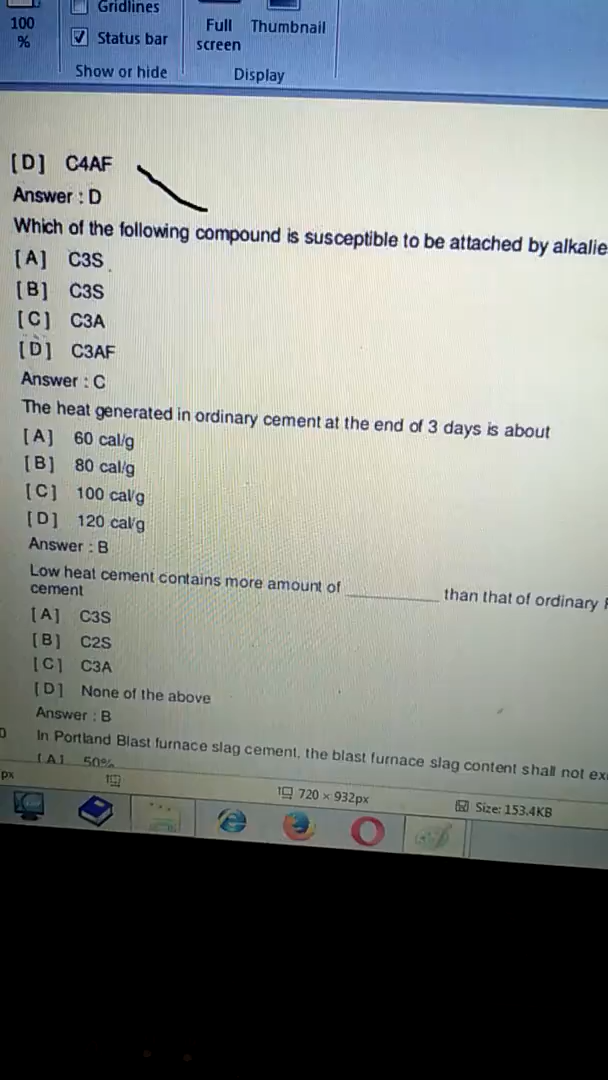 Gridlines
100
%
Status bar
Full
screen
Thumbnail
Show or hide
Display
[D] C4AF
Answer : D
Which of the following compound is susceptible to be attached by alkalie
[A] C3S
[B] C3S
[C] C3A
[D] C3AF
Answer : C
The heat generated in ordinary cement at the end of 3 days is about
[A] 60 cal/g
[B] 80 cal/g
[C] 100 cal/g
[D] 120 cal/g
Answer : B
Low heat cement contains more amount of __________ than that of ordinary
cement
[A] C3S
[B] C2S
[C] C3A
[D] None of the above
Answer : B
In Portland Blast furnace slag cement, the blast furnace slag content shall not ex
[A] 50%
px
720 × 932px
Size: 153.4KB